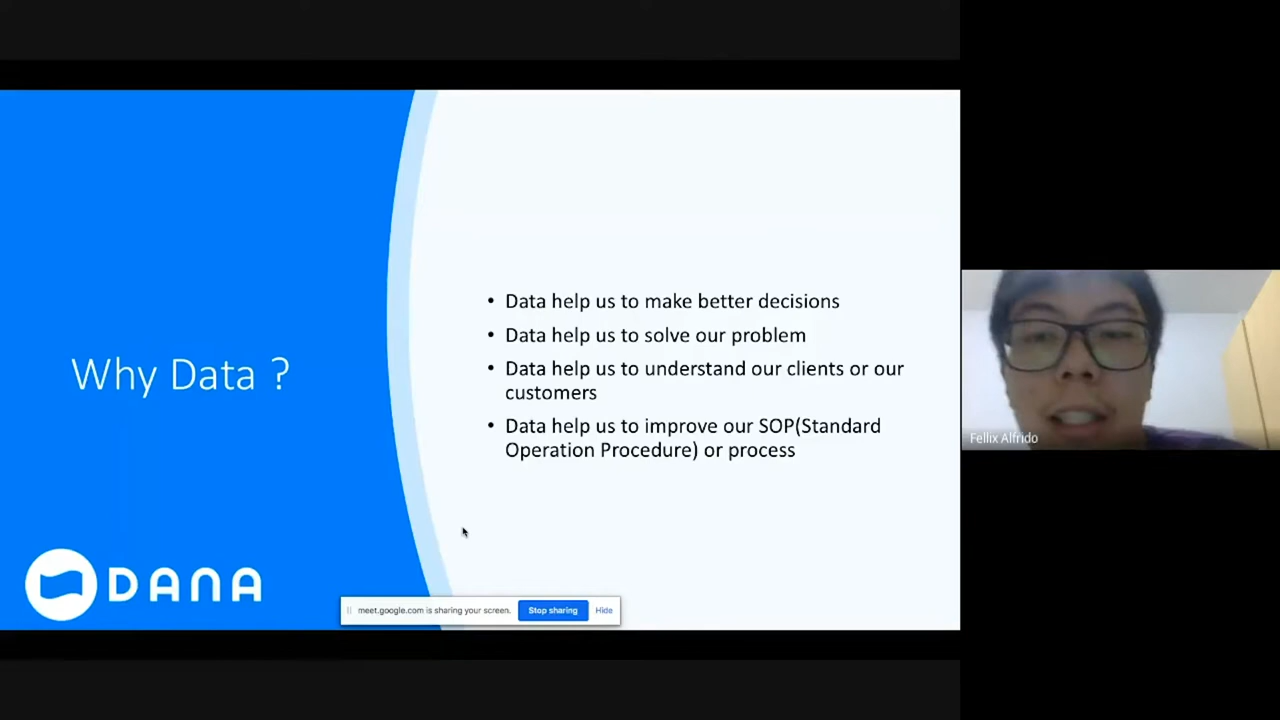 Why Data ?
• Data help us to make better decisions
• Data help us to solve our problem
• Data help us to understand our clients or our
customers
• Data help us to improve our SOP(Standard
Operation Procedure) or process
DANA
meet.google.com is sharing your screen.
Stop sharing
Hide
Fellix Alfrido